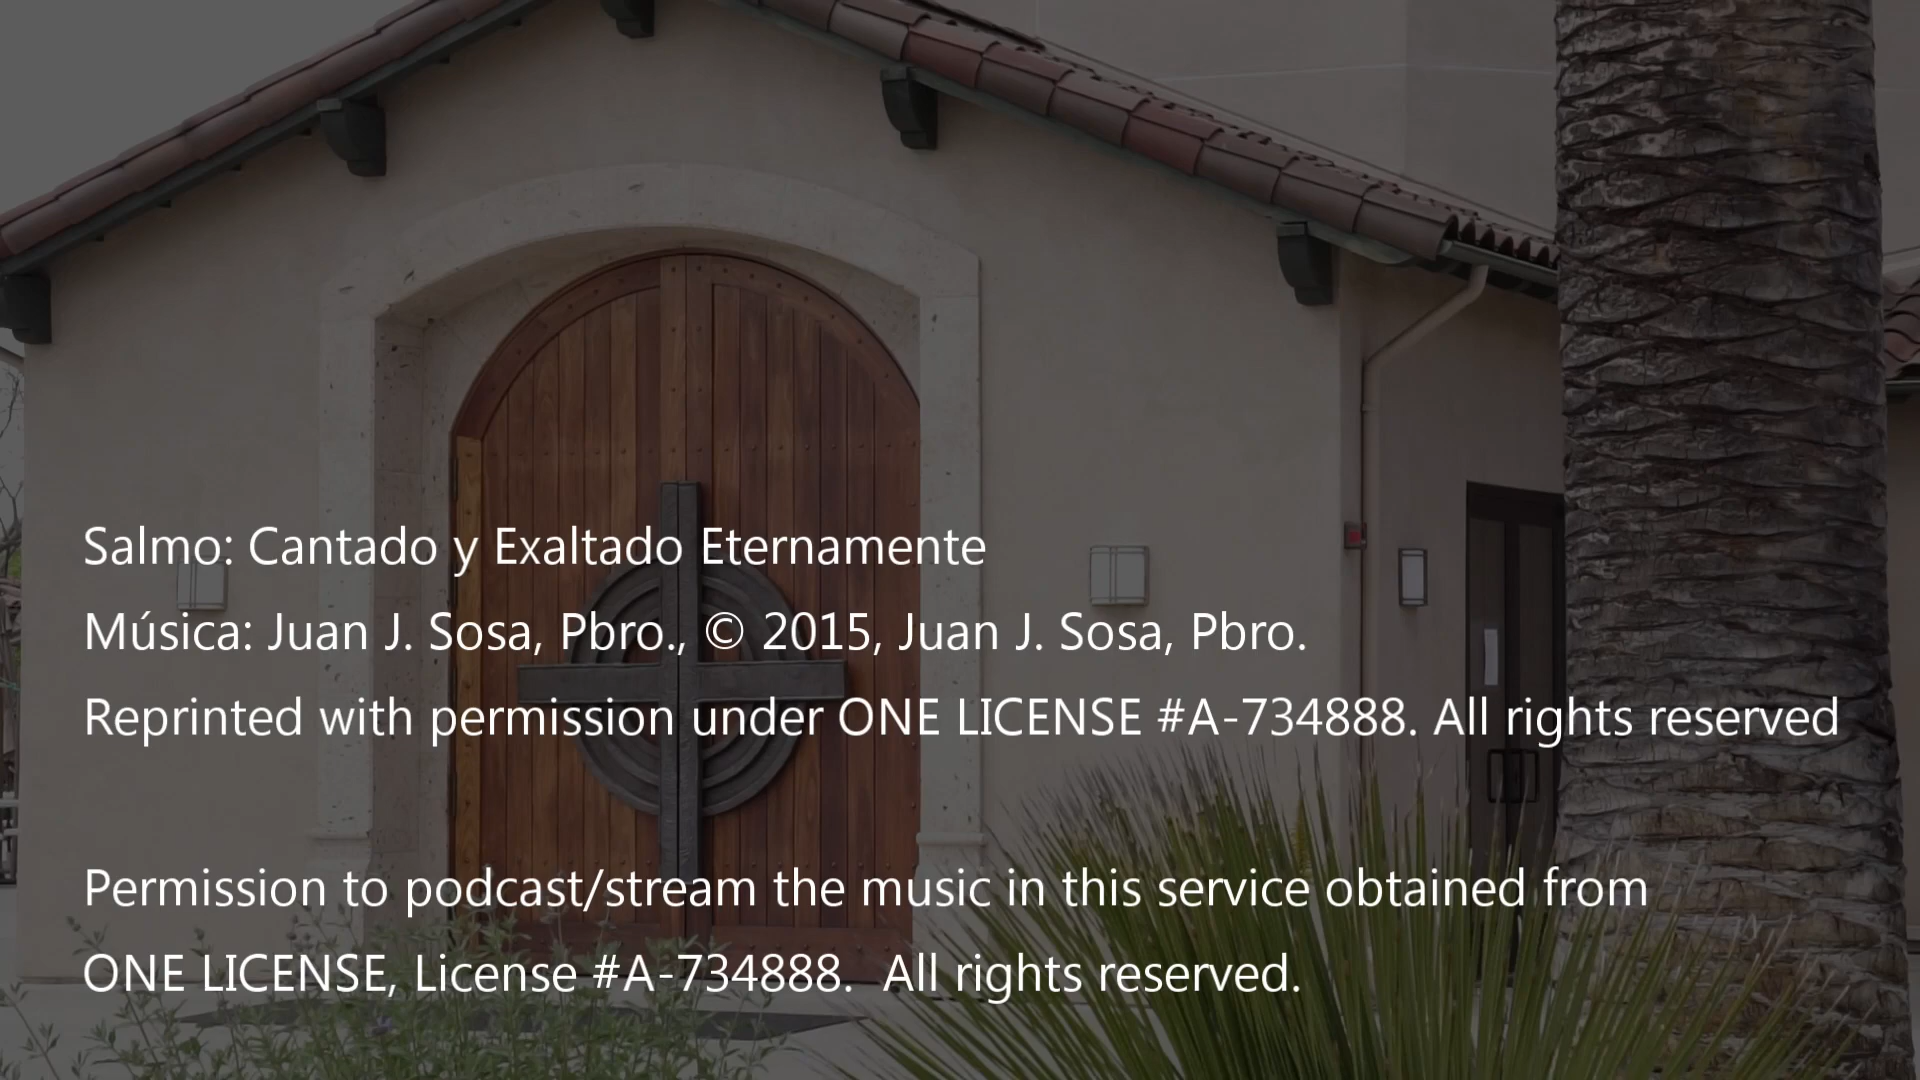 Salmo: Cantado y Exaltado Eternamente
Música: Juan J. Sosa, Pbro., © 2015, Juan J. Sosa, Pbro.
Reprinted with permission under ONE LICENSE #A-734888. All rights reserved
Permission to podcast/stream the music in this service obtained from
ONE LICENSE, License #A-734888.  All rights reserved.